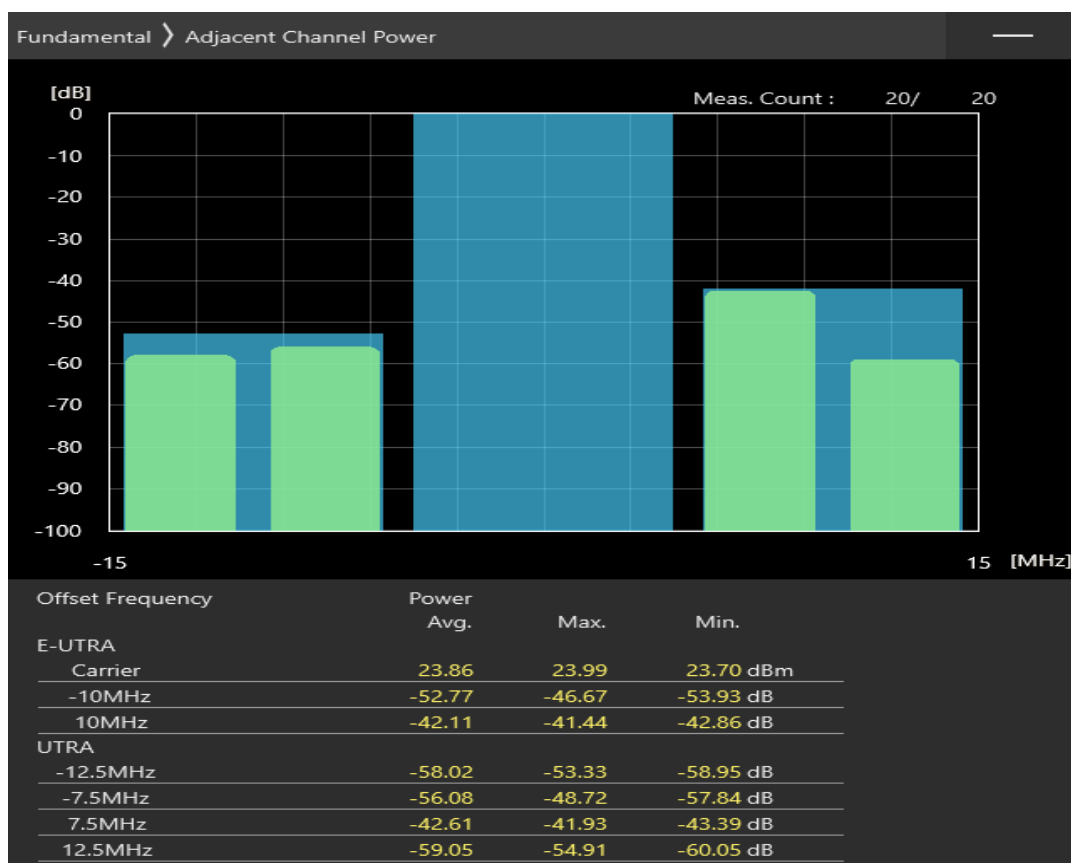 Fundamental 〉 Adjacent Channel Power
[dB]
Meas. Count : 20/ 20
0
-10
-20
-30
-40
-50
-60
-70
-80
-90
-100
-15 15 [MHz]
Offset Frequency Power
Avg. Max. Min.
E-UTRA
Carrier 23.86 23.99 23.70 dBm
-10MHz -52.77 -46.67 -53.93 dB
10MHz -42.11 -41.44 -42.86 dB
UTRA
-12.5MHz -58.02 -53.33 -58.95 dB
-7.5MHz -56.08 -48.72 -57.84 dB
7.5MHz -42.61 -41.93 -43.39 dB
12.5MHz -59.05 -54.91 -60.05 dB